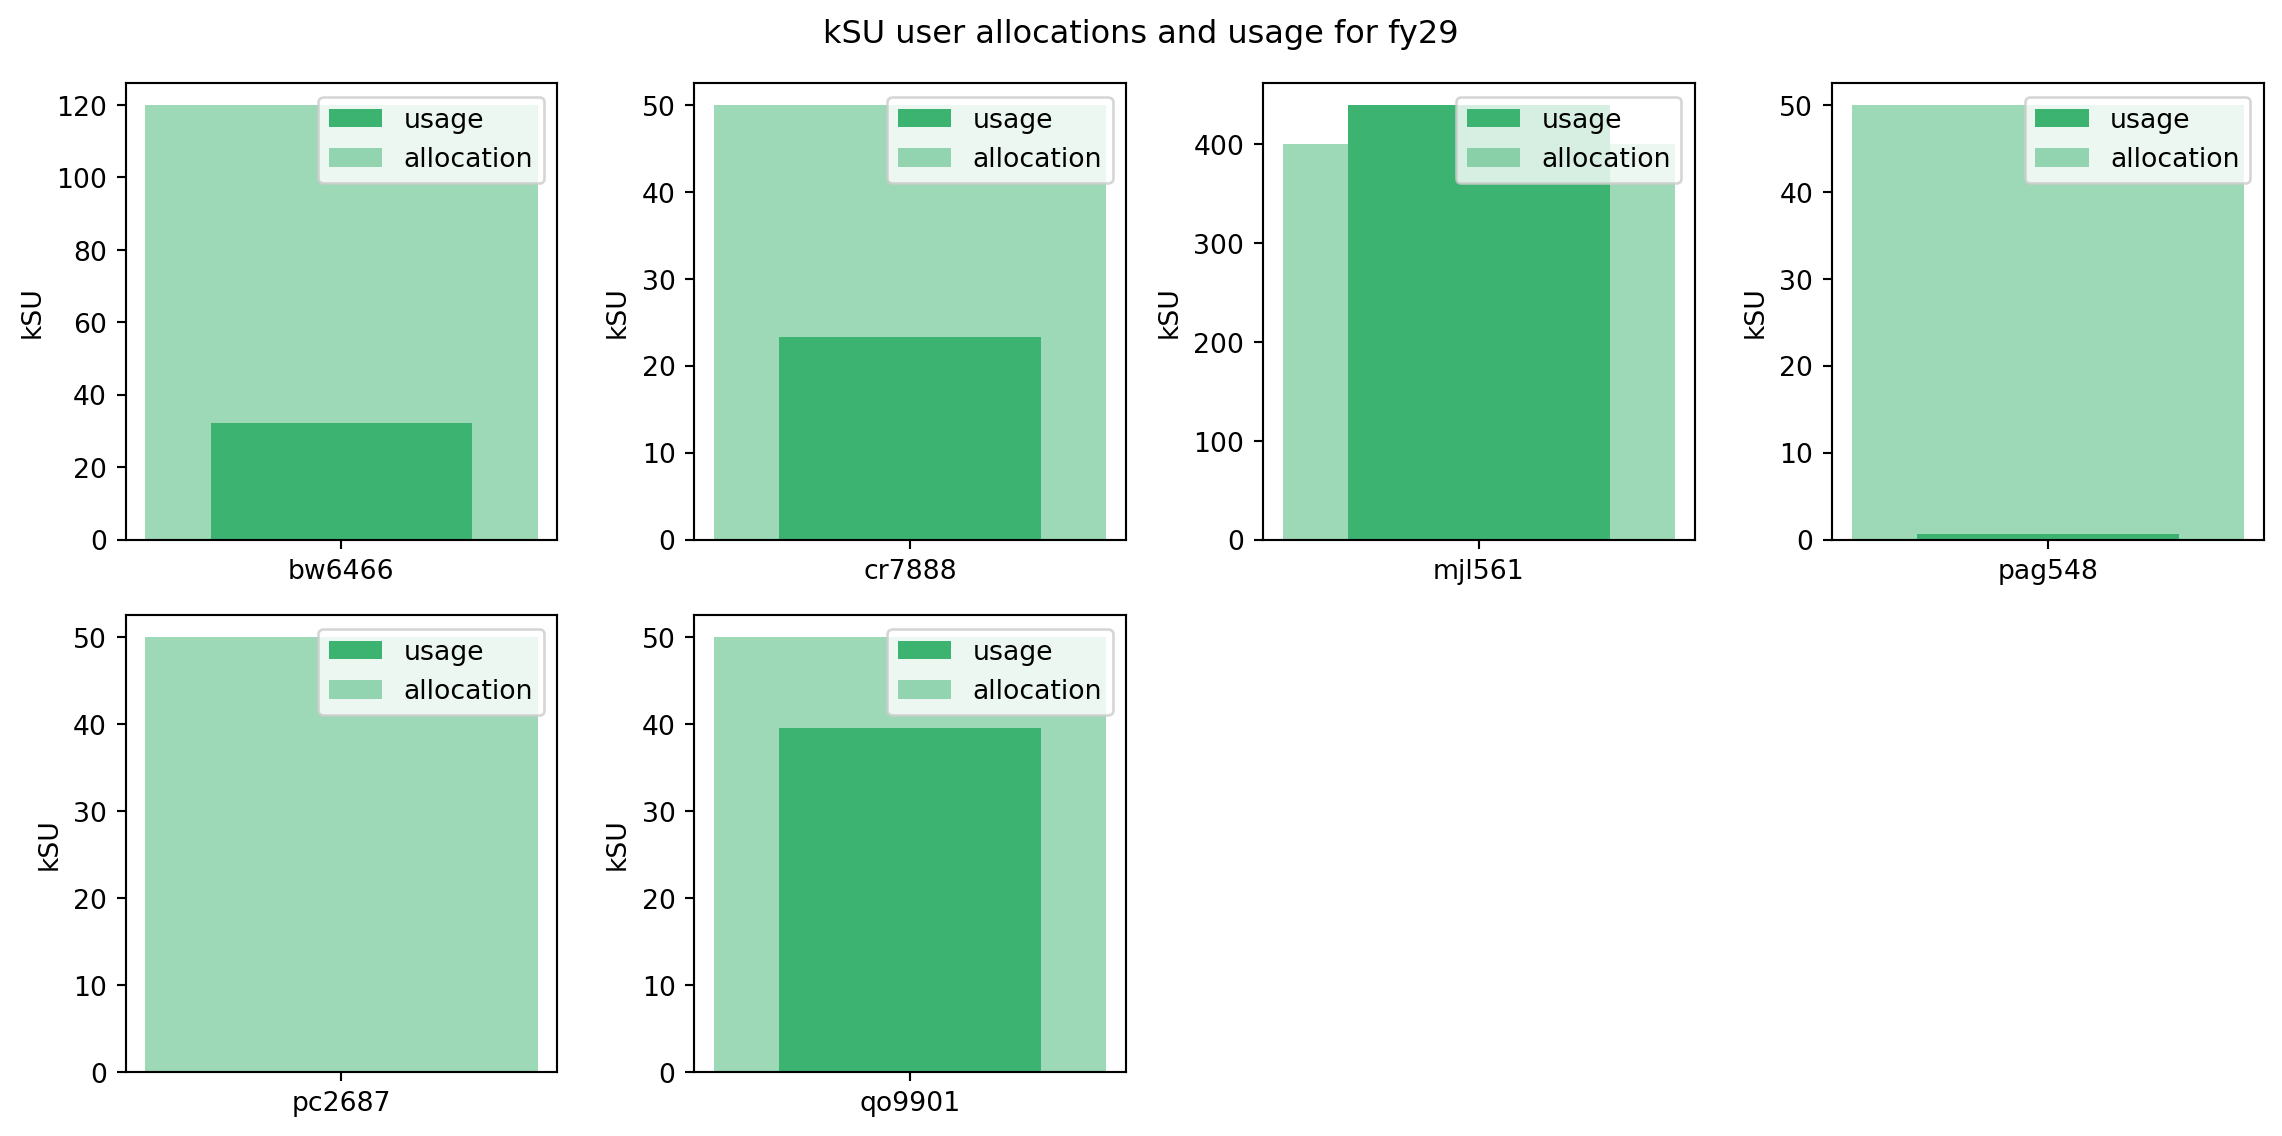 kSU user allocations and usage for fy29
kSU
120
100
80
60
40
20
0
usage
allocation
bw6466
kSU
50
40
30
20
10
0
usage
allocation
cr7888
kSU
400
300
200
100
0
usage
allocation
mjl561
kSU
50
40
30
20
10
0
usage
allocation
pag548
kSU
50
40
30
20
10
0
usage
allocation
pc2687
kSU
50
40
30
20
10
0
usage
allocation
qo9901